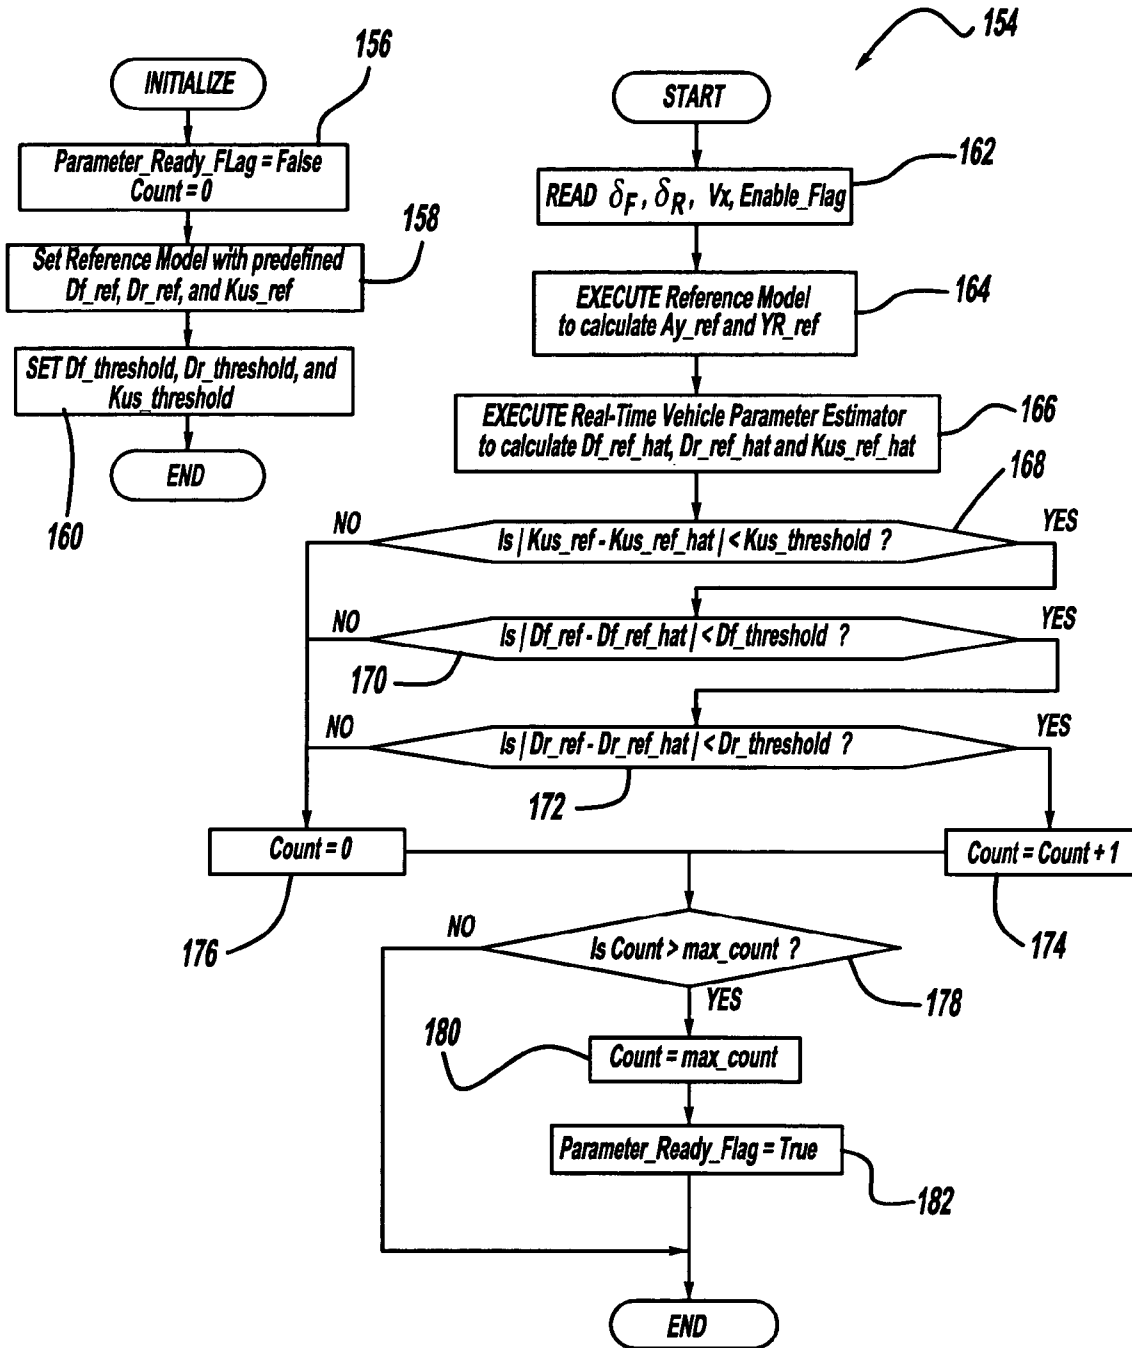 154
156
INITIALIZE
Parameter_Ready_FLag = False
Count = 0
158
Set Reference Model with predefined
Df_ref, Dr_ref, and Kus_ref
SET Df_threshold, Dr_threshold, and
Kus_threshold
160
END
START
162
READ δF, δR, Vx, Enable_Flag
164
EXECUTE Reference Model
to calculate Ay_ref and YR_ref
166
EXECUTE Real-Time Vehicle Parameter Estimator
to calculate Df_ref_hat, Dr_ref_hat and Kus_ref_hat
168
NO
Is | Kus_ref - Kus_ref_hat | < Kus_threshold ?
YES
NO
Is | Df_ref - Df_ref_hat | < Df_threshold ?
YES
170
NO
Is | Dr_ref - Dr_ref_hat | < Dr_threshold ?
YES
172
Count = 0
Count = Count + 1
176
174
NO
Is Count > max_count ?
178
YES
180
Count = max_count
Parameter_Ready_Flag = True
182
END